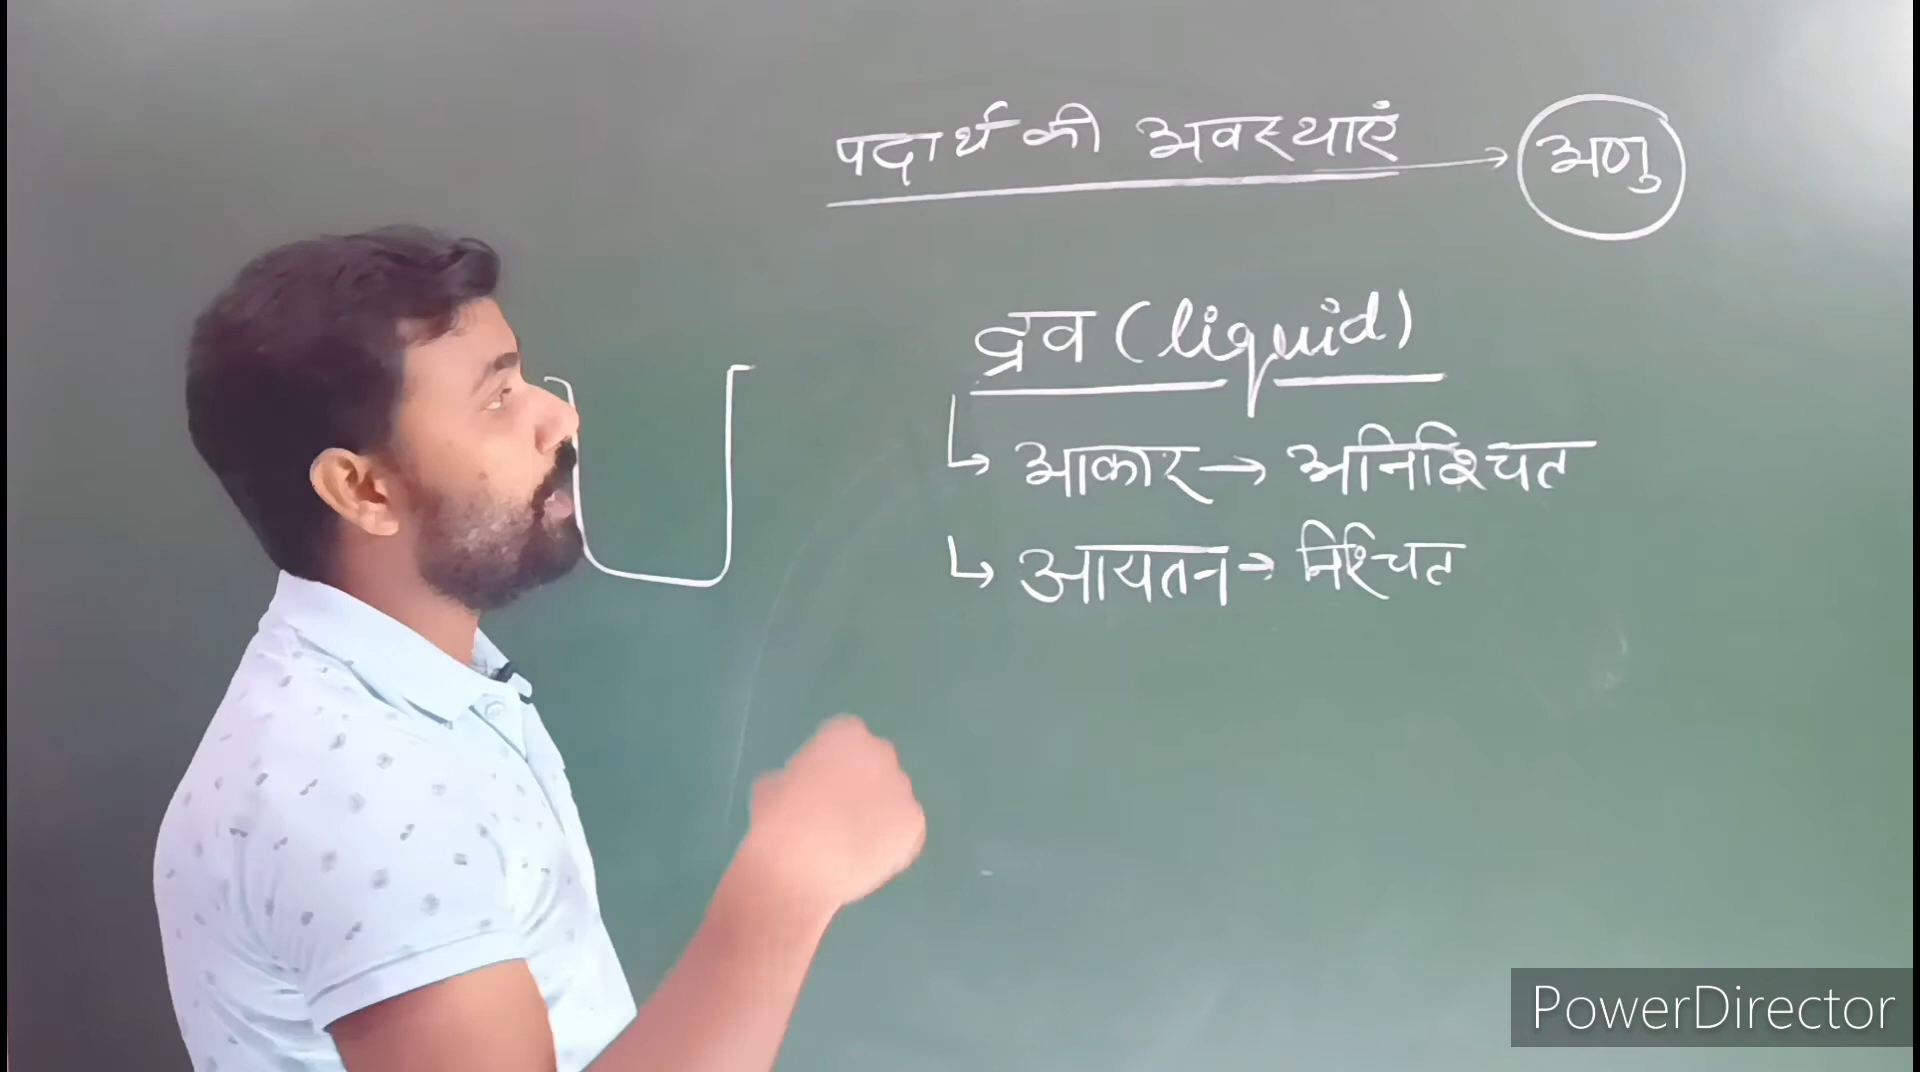 पदार्थ की अवस्थाएं → अणु
द्रव (liquid)
↳ आकार → अनिश्चित
↳ आयतन → निश्चित
PowerDirector